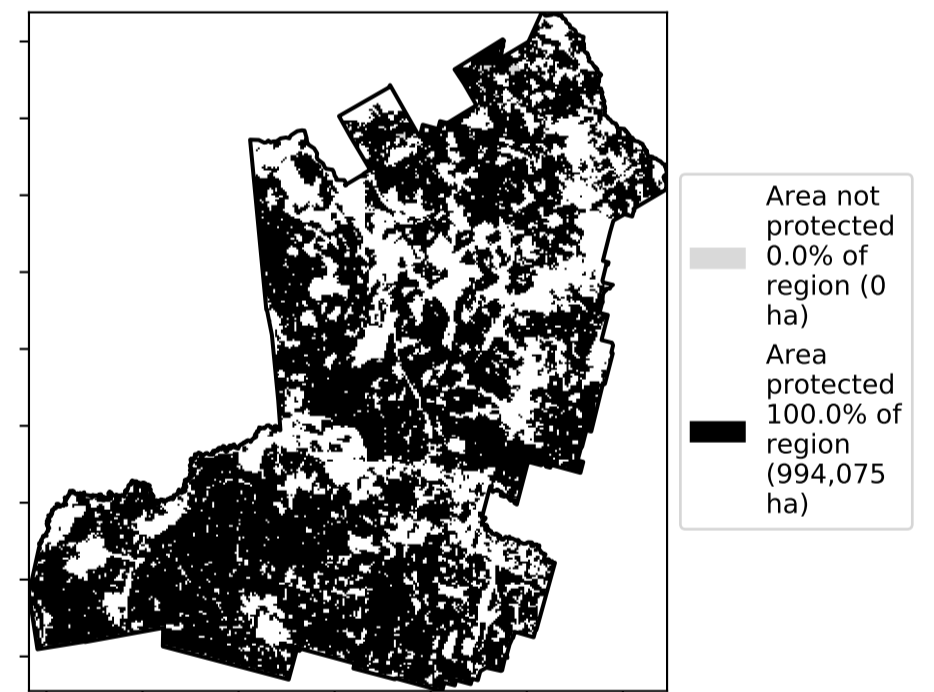 Area not
protected
0.0% of
region (0
ha)
Area
protected
100.0% of
region
(994,075
ha)